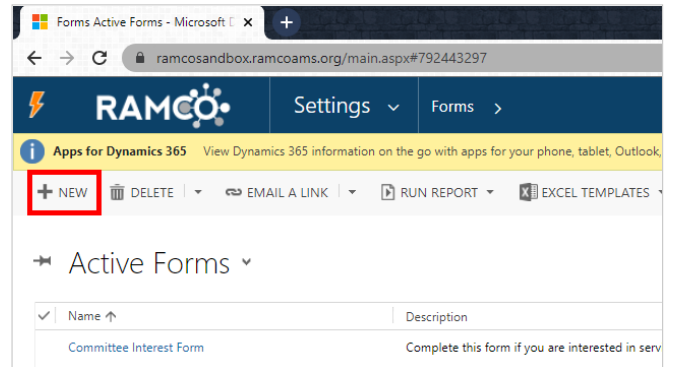 Forms Active Forms - Microsoft
ramcosandbox.ramcoams.org/main.aspx#792443297
RAMCO Settings Forms
Apps for Dynamics 365 View Dynamics 365 information on the go with apps for your phone, tablet, Outlook,
NEW DELETE EMAIL A LINK RUN REPORT EXCEL TEMPLATES
Active Forms
Name Description
Committee Interest Form Complete this form if you are interested in serv